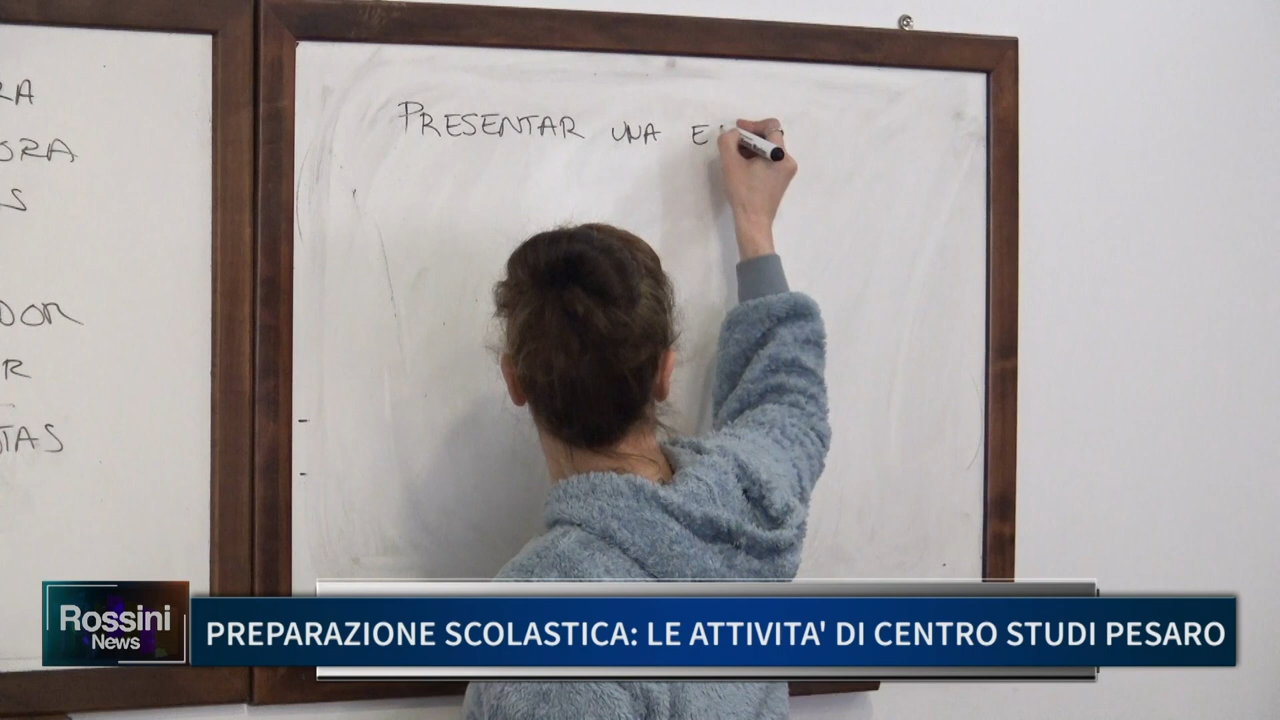 RA
ORA
S
DOR
R
TAS
PRESENTAR UNA E
Rossini
News
PREPARAZIONE SCOLASTICA: LE ATTIVITA' DI CENTRO STUDI PESARO